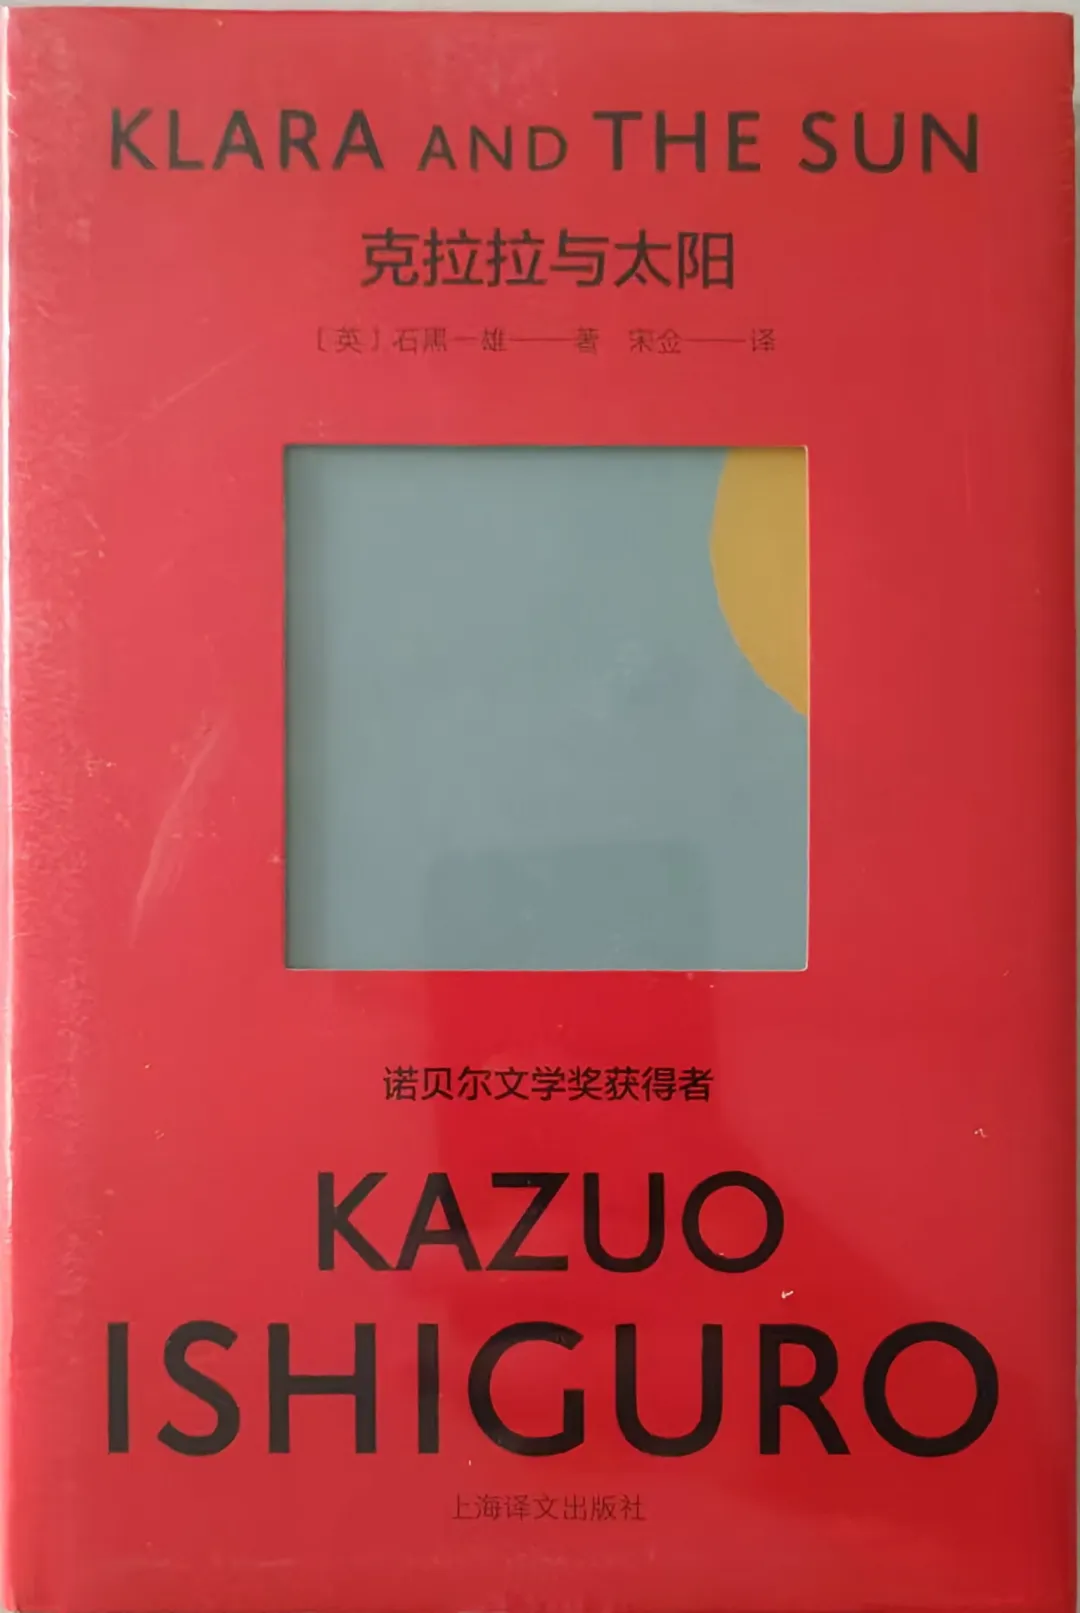 KLARA AND THE SUN
克拉拉与太阳
〔英〕石黑一雄——著 宋佥——译
诺贝尔文学奖获得者
KAZUO
ISHIGURO
上海译文出版社